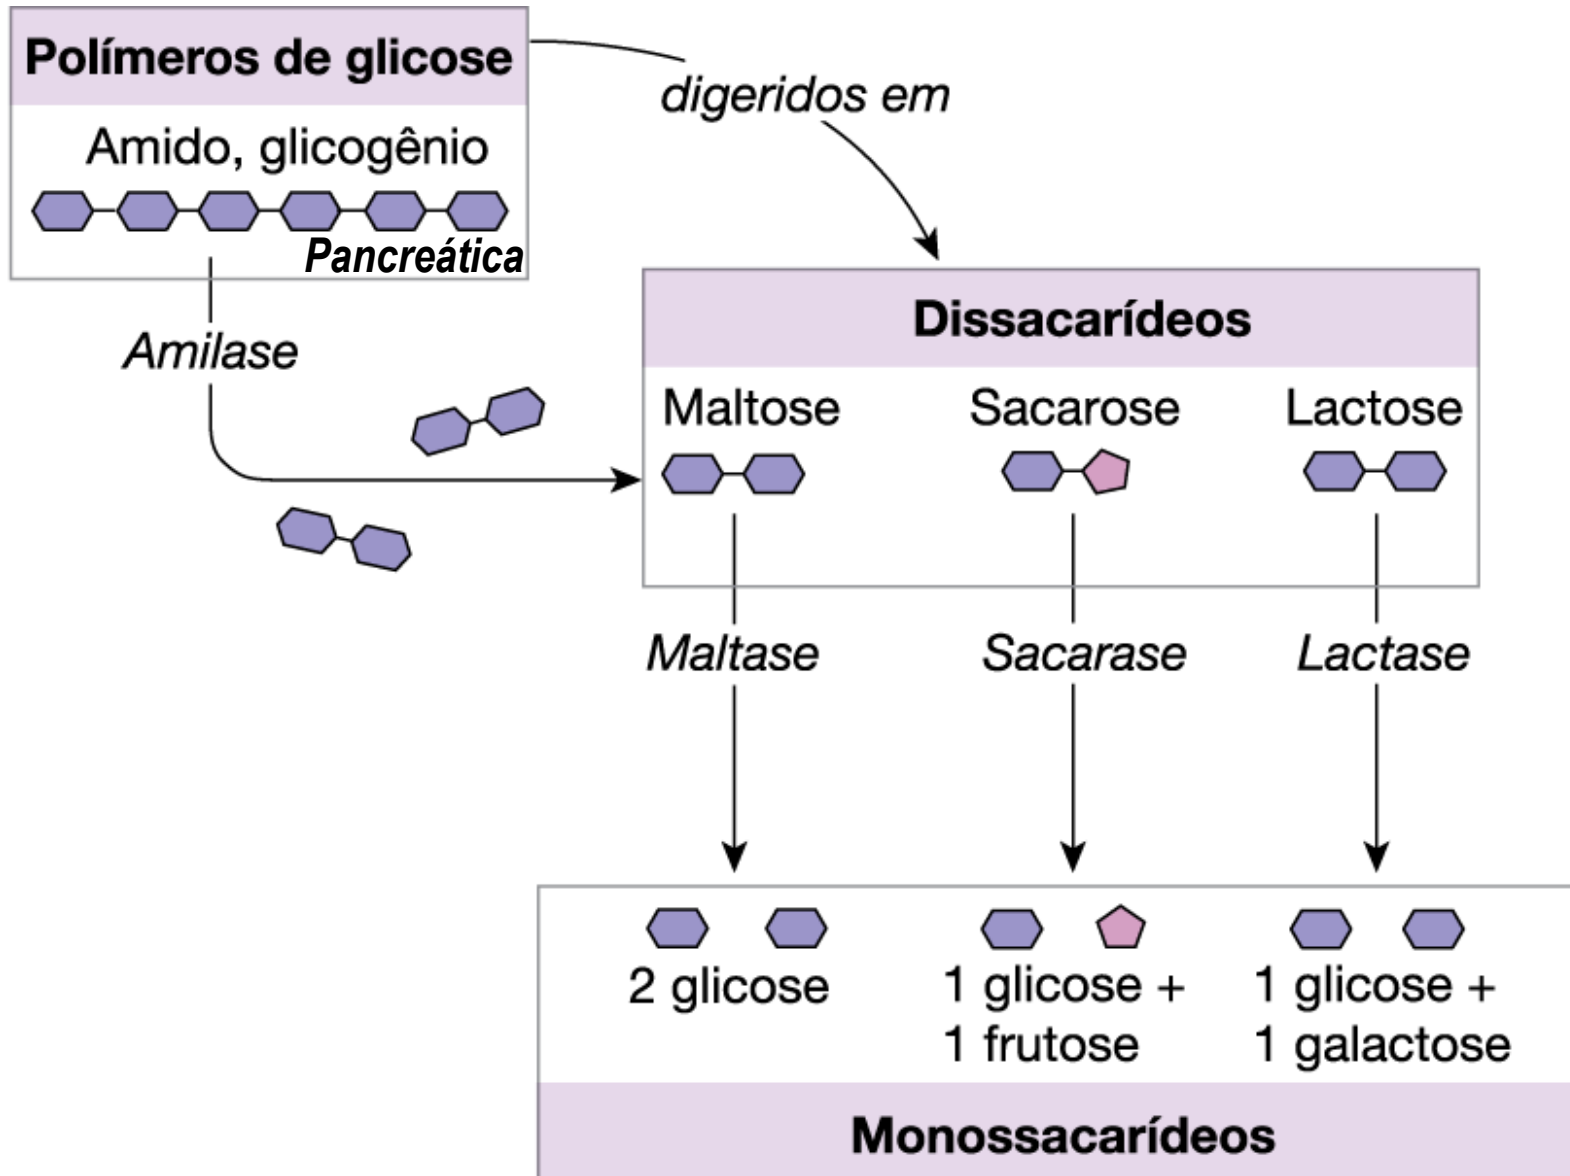 Polímeros de glicose
digeridos em
Amido, glicogênio
Pancreática
Amilase
Dissacarídeos
Maltose
Sacarose
Lactose
Maltase
Sacarase
Lactase
2 glicose
1 glicose +
1 frutose
1 glicose +
1 galactose
Monossacarídeos